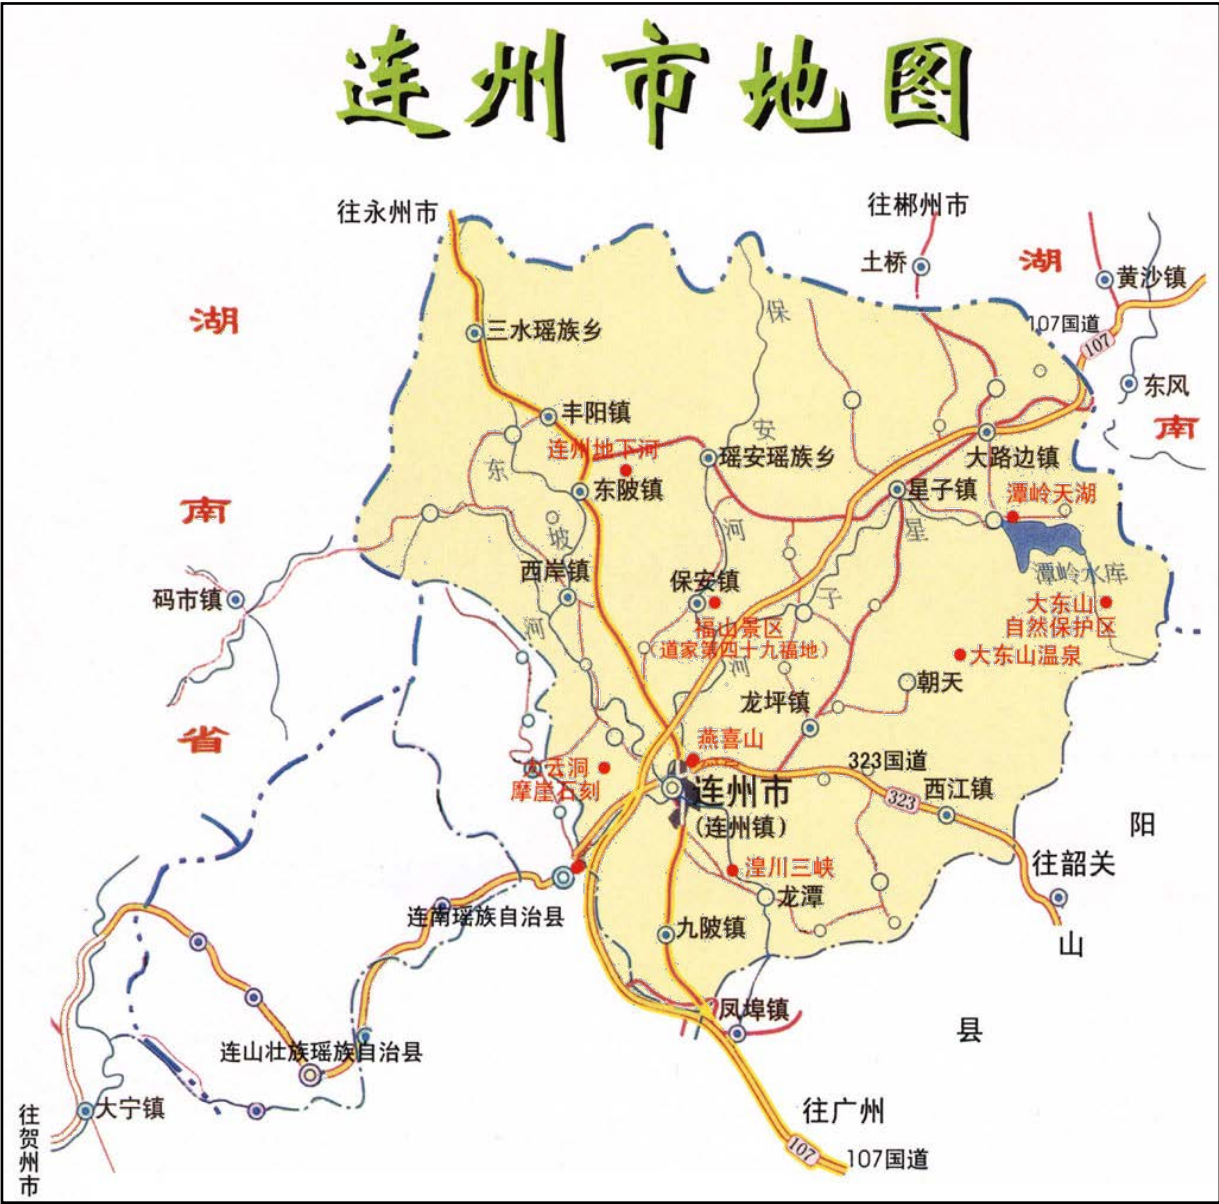 连州市地图
往永州市
往郴州市
土桥
湖
黄沙镇
湖
107国道
107
三水瑶族乡
保
东风
丰阳镇
南
安
连州地下河
瑶安瑶族乡
大路边镇
东
东陂镇
星子镇
潭岭天湖
南
河
星
坡
西岸镇
潭岭水库
保安镇
码市镇
子
大东山
自然保护区
河
福山景区
(道家第四十九福地)
河
大东山温泉
朝天
龙坪镇
省
燕喜山
323国道
云洞
摩崖石刻
连州市
(连州镇)
323
西江镇
阳
往韶关
湟川三峡
龙潭
连南瑶族自治县
九陂镇
山
凤埠镇
县
连山壮族瑶族自治县
大宁镇
往广州
往贺州市
107
107国道